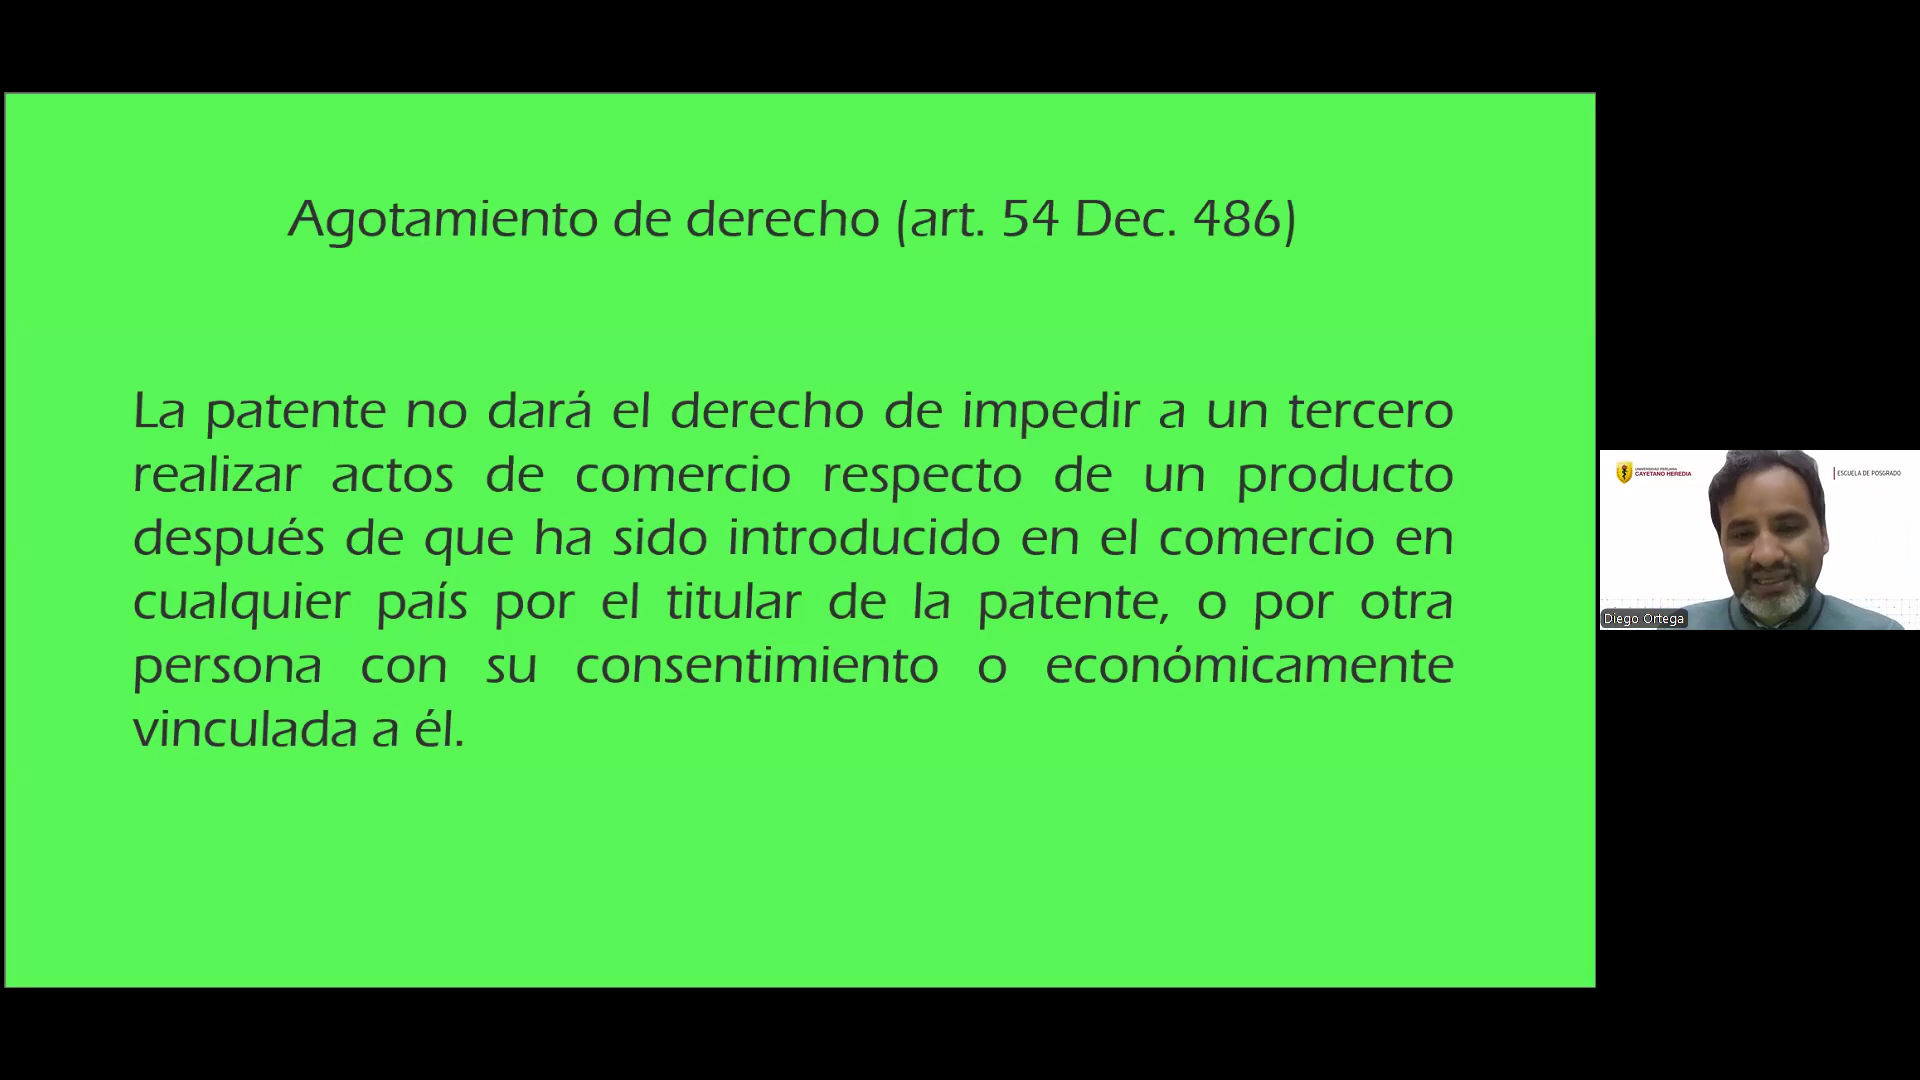 Agotamiento de derecho (art. 54 Dec. 486)
La patente no dará el derecho de impedir a un tercero
realizar actos de comercio respecto de un producto
después de que ha sido introducido en el comercio en
cualquier país por el titular de la patente, o por otra
persona con su consentimiento o económicamente
vinculada a él.
UNIVERSIDAD PERUANA
CAYETANO HEREDIA
ESCUELA DE POSGRADO
Diego Ortega